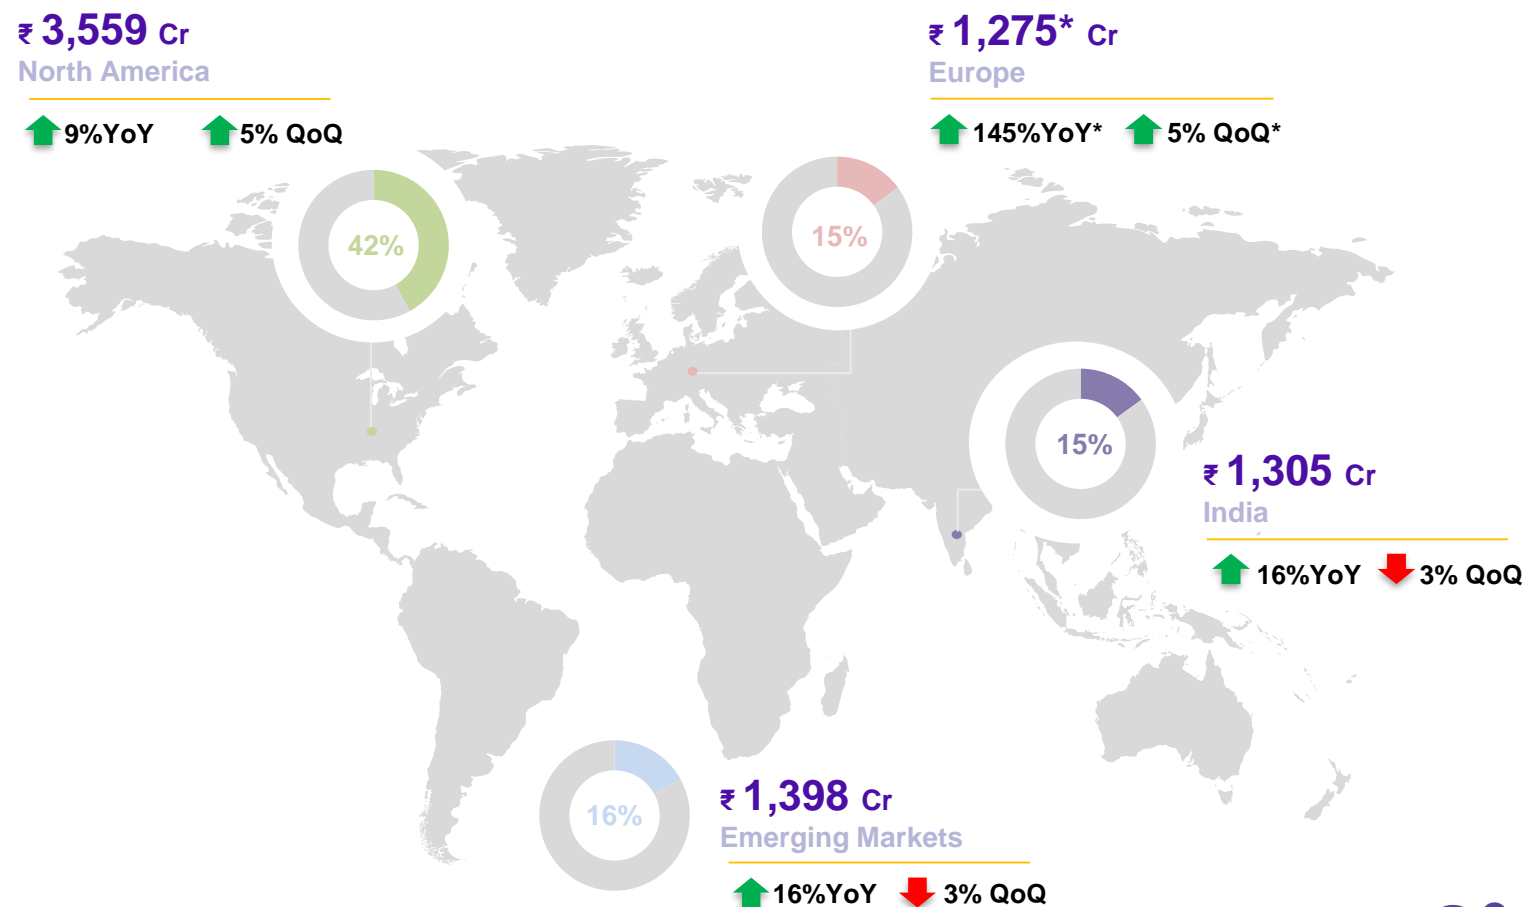 ₹ 3,559 Cr
North America
9%YoY 5% QoQ
42%
₹ 1,275* Cr
Europe
145%YoY* 5% QoQ*
15%
15%
₹ 1,305 Cr
India
16%YoY 3% QoQ
16%
₹ 1,398 Cr
Emerging Markets
16%YoY 3% QoQ